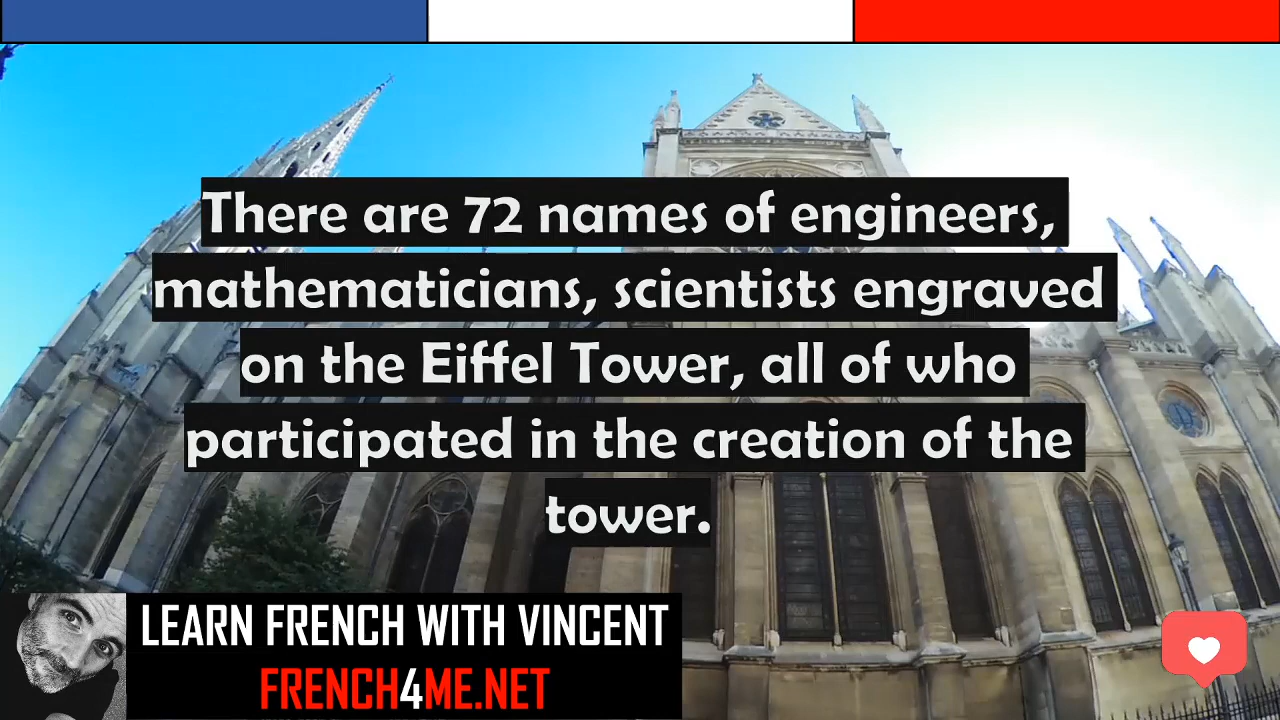 There are 72 names of engineers,
mathematicians, scientists engraved
on the Eiffel Tower, all of who
participated in the creation of the
tower.
LEARN FRENCH WITH VINCENT
FRENCH4ME.NET